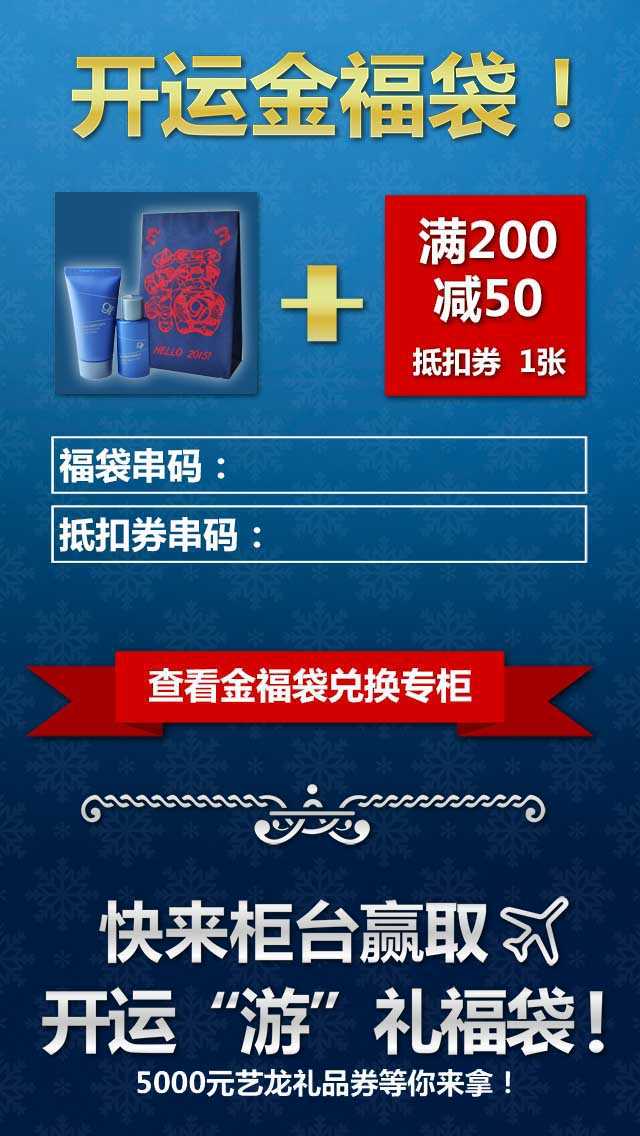 开运金福袋！
HELLO 2015!
满200
减50
抵扣券 1张
福袋串码：
抵扣券串码：
查看金福袋兑换专柜
快来柜台赢取
开运“游”礼福袋！
5000元艺龙礼品券等你来拿！